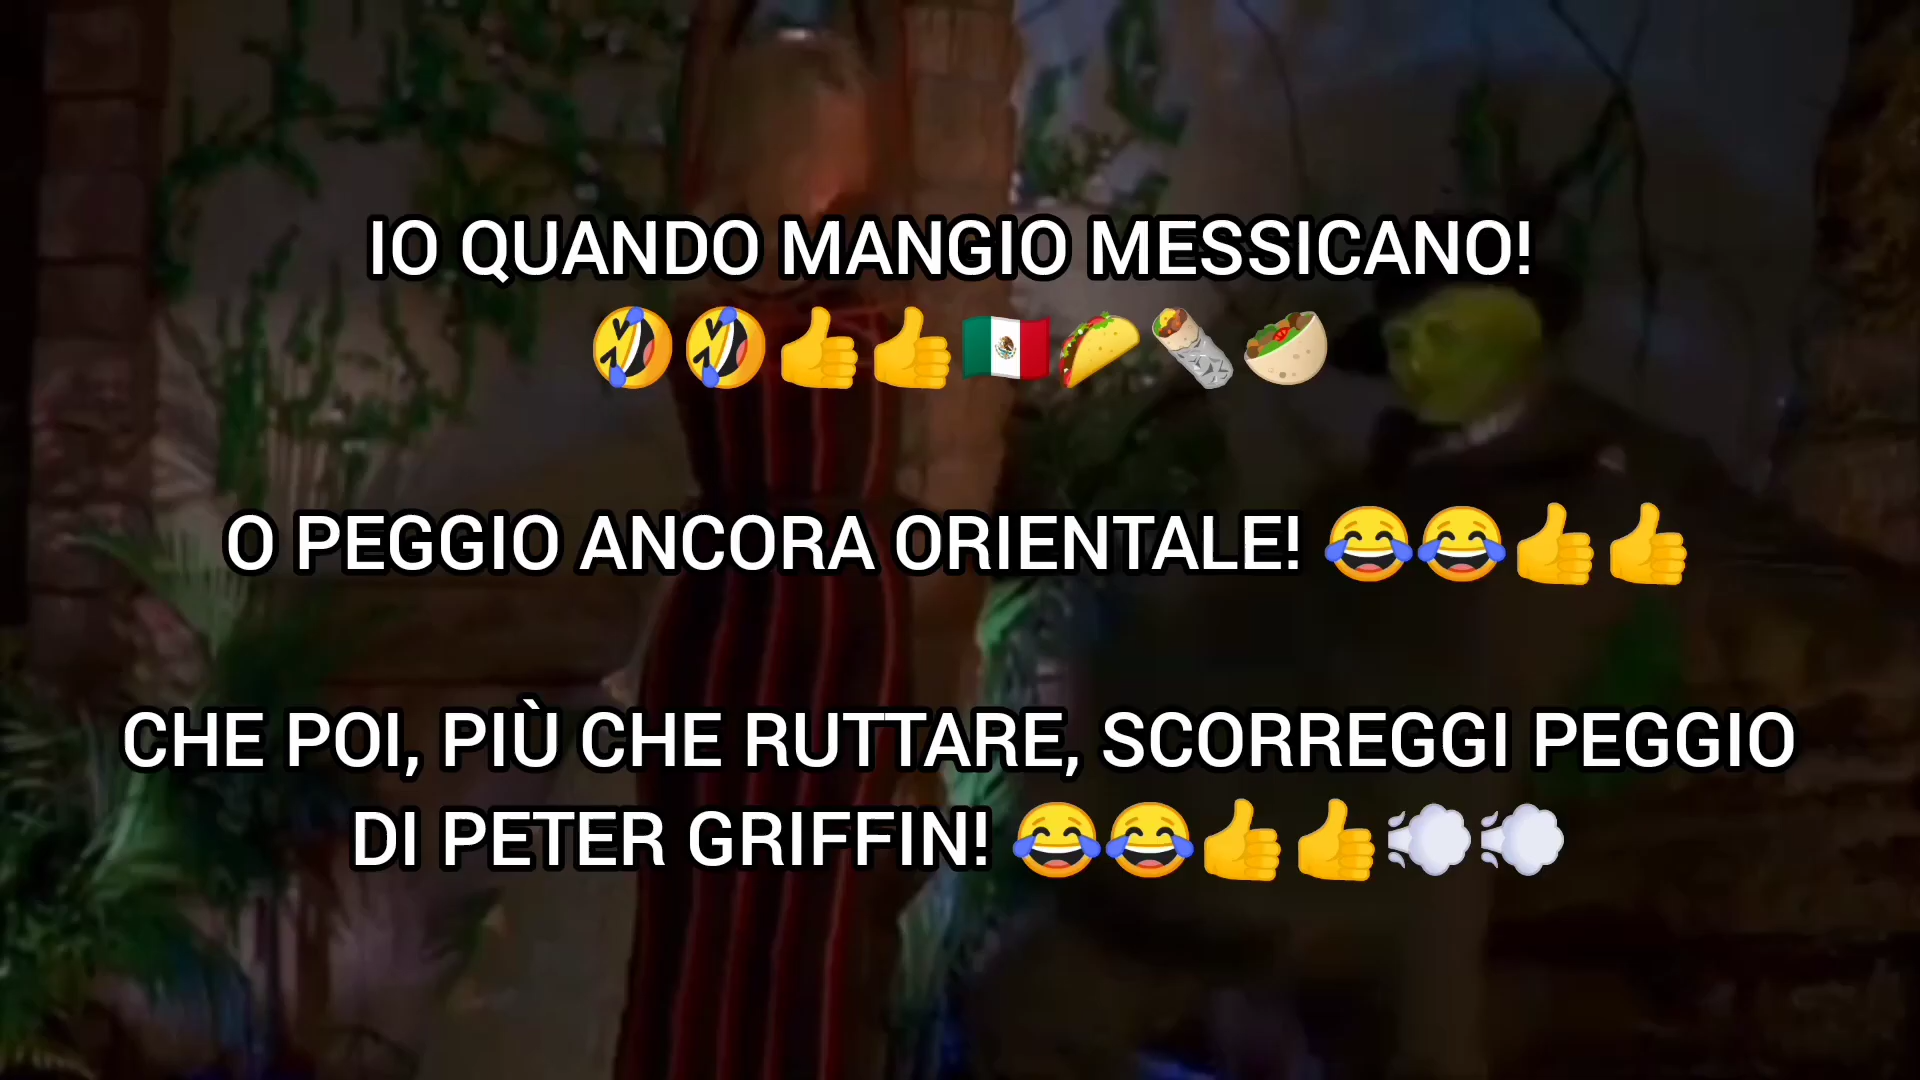 IO QUANDO MANGIO MESSICANO!
🤣🤣👍👍🇲🇽🌮🌯🥙
O PEGGIO ANCORA ORIENTALE! 😂😂👍👍
CHE POI, PIÙ CHE RUTTARE, SCORREGGI PEGGIO
DI PETER GRIFFIN! 😂😂👍👍💨💨